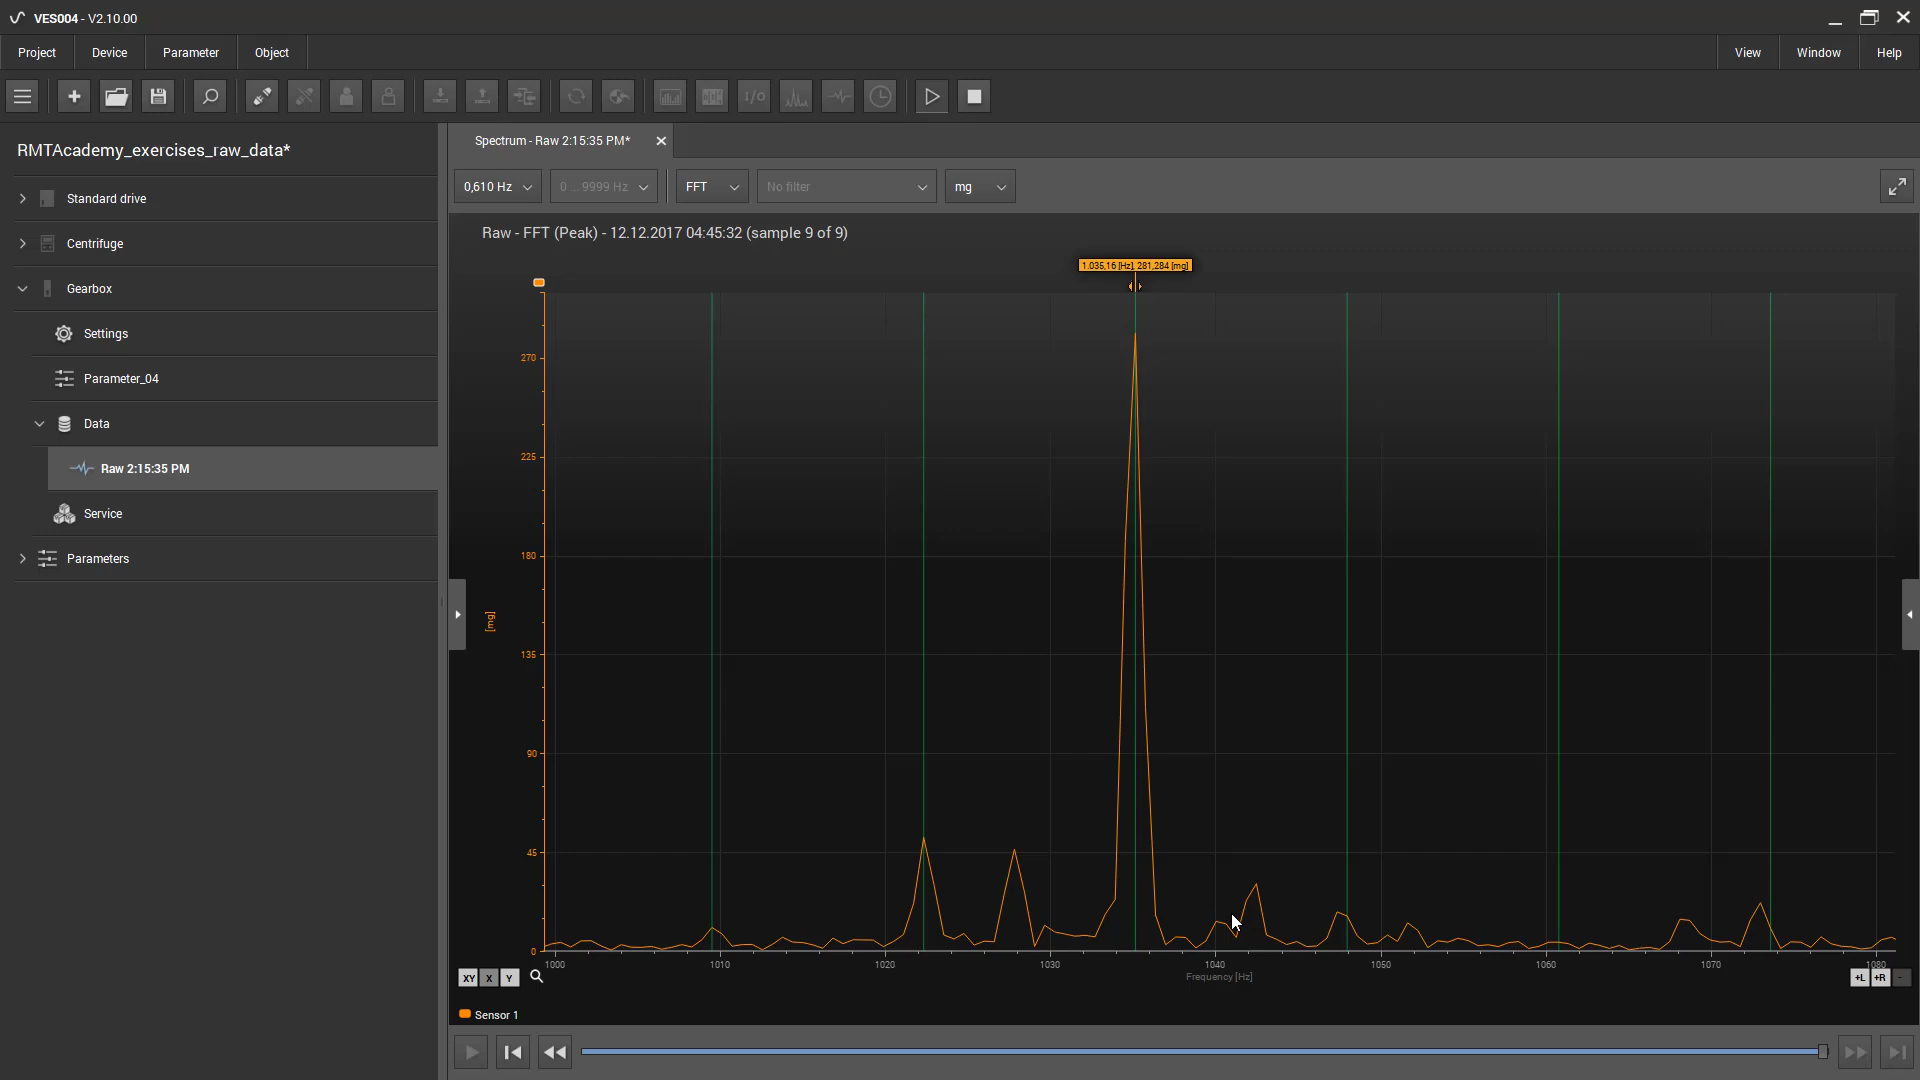 VES004 - V2.10.00
Project Device Parameter Object View Window Help
I/O
RMTAcademy_exercises_raw_data*
Spectrum - Raw 2:15:35 PM*
Standard drive
Centrifuge
Gearbox
Settings
Parameter_04
Data
Raw 2:15:35 PM
Service
Parameters
0,610 Hz 0 ... 9999 Hz FFT No filter mg
Raw - FFT (Peak) - 12.12.2017 04:45:32 (sample 9 of 9)
1.035,16 [Hz], 281,284 [mg]
270
225
180
135
90
45
0
[mg]
1000 1010 1020 1030 1040 1050 1060 1070 1080
Frequency [Hz]
XY X Y +L +R -
Sensor 1